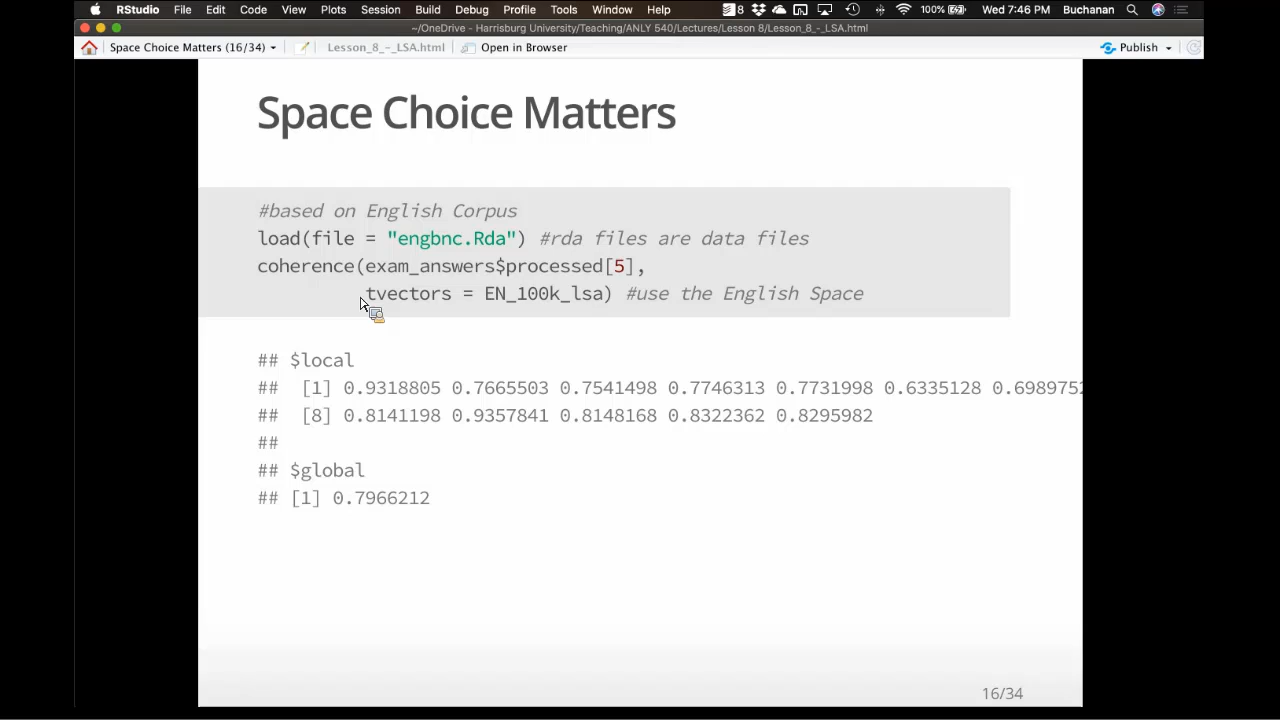 RStudio File Edit Code View Plots Session Build Debug Profile Tools Window Help 8 100% Wed 7:46 PM Buchanan
~/OneDrive - Harrisburg University/Teaching/ANLY 540/Lectures/Lesson 8/Lesson_8_-_LSA.html
Space Choice Matters (16/34) Lesson_8_-_LSA.html Open in Browser Publish
Space Choice Matters
#based on English Corpus
load(file = "engbnc.Rda") #rda files are data files
coherence(exam_answers$processed[5],
tvectors = EN_100k_lsa) #use the English Space
## $local
## [1] 0.9318805 0.7665503 0.7541498 0.7746313 0.7731998 0.6335128 0.6989752
## [8] 0.8141198 0.9357841 0.8148168 0.8322362 0.8295982
##
## $global
## [1] 0.7966212
16/34